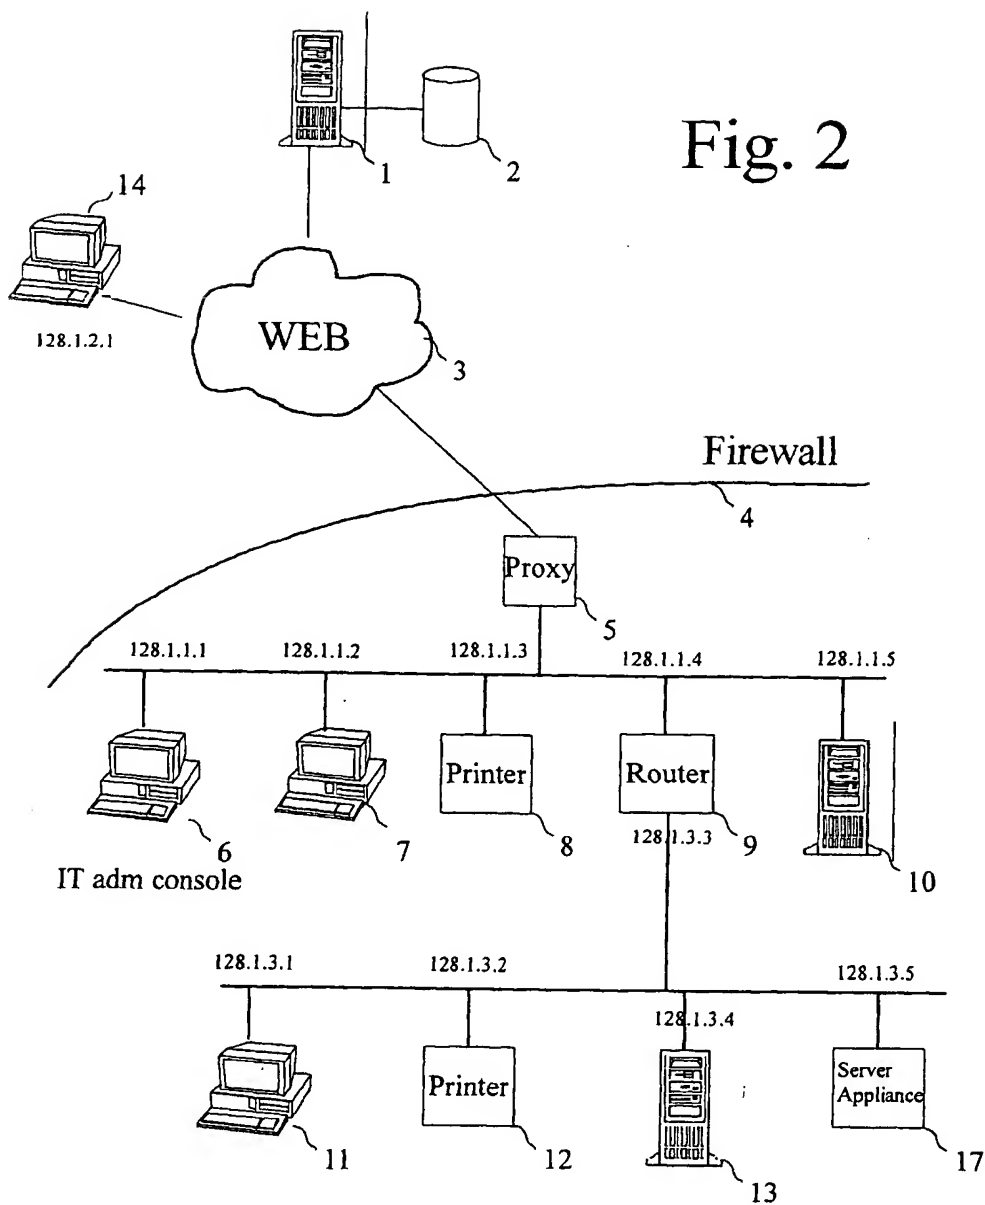 Fig. 2
1
2
14
128.1.2.1
WEB
3
Firewall
4
Proxy
5
128.1.1.1
128.1.1.2
128.1.1.3
128.1.1.4
128.1.1.5
Printer
Router
6
7
8
128.1.3.3
9
10
IT adm console
128.1.3.1
128.1.3.2
128.1.3.5
128.1.3.4
Printer
Server
Appliance
11
12
13
17